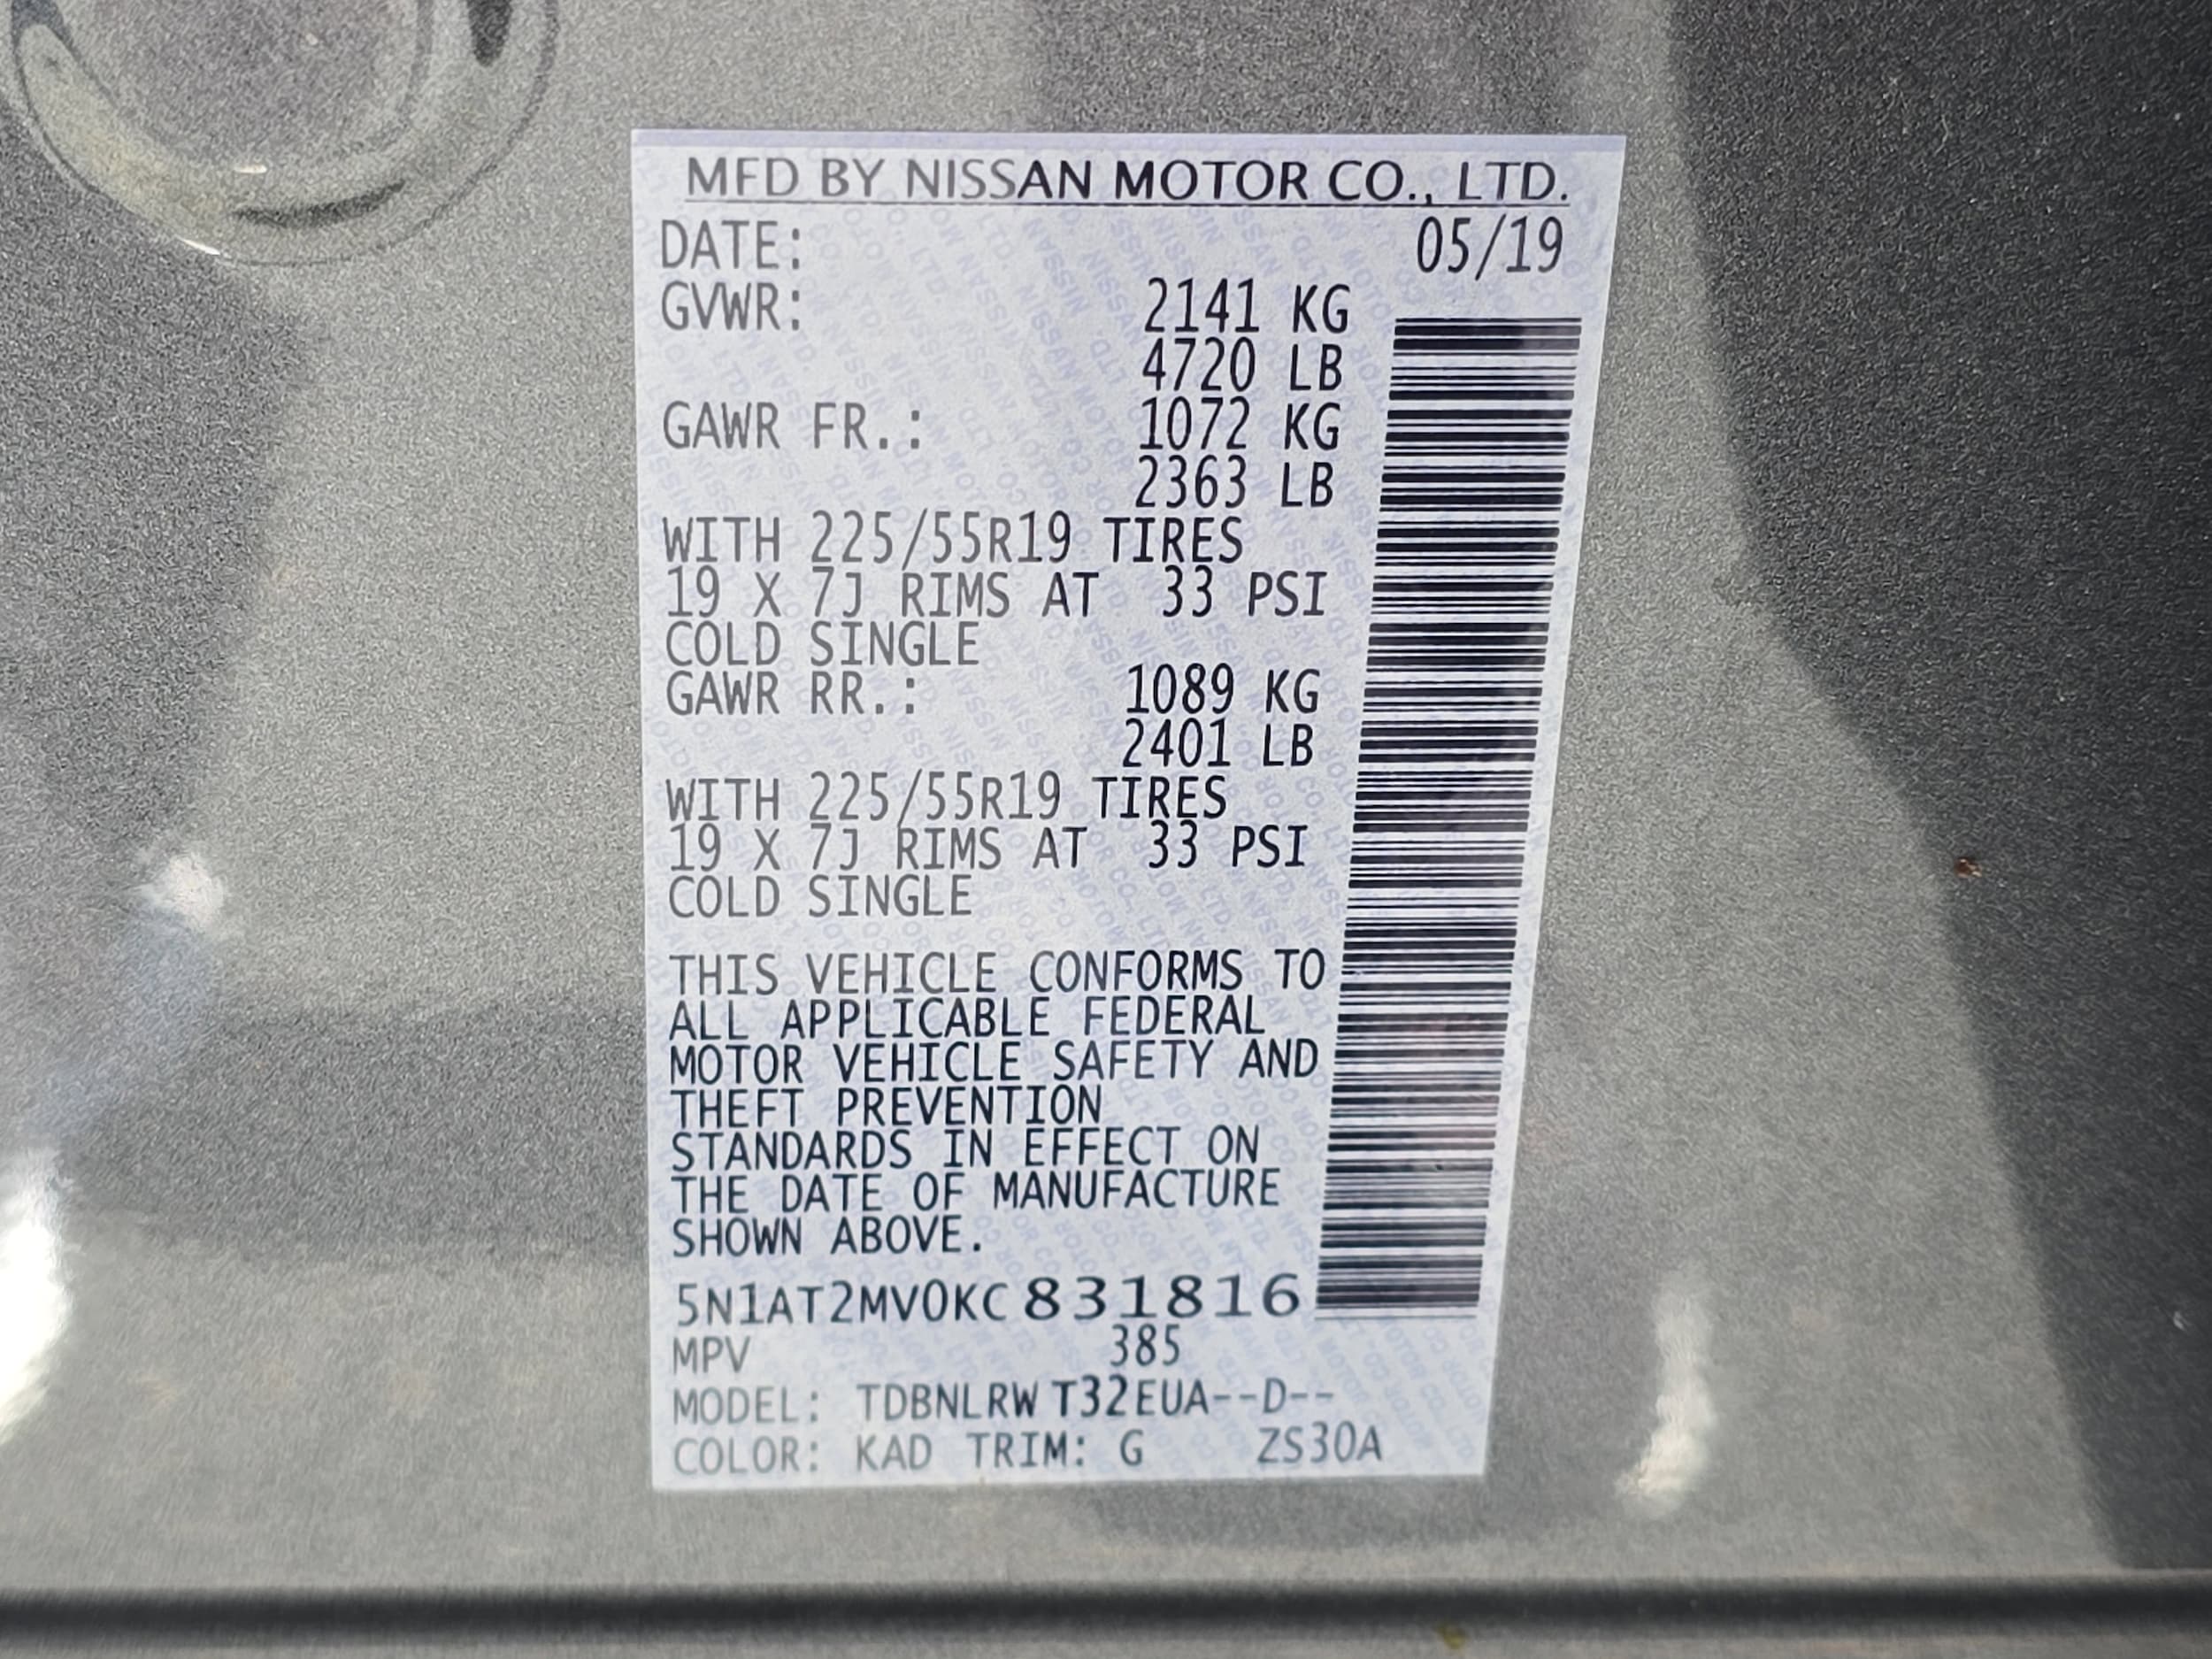 MFD BY NISSAN MOTOR CO., LTD.
DATE: 05/19
GVWR: 2141 KG
4720 LB
GAWR FR.: 1072 KG
2363 LB
WITH 225/55R19 TIRES
19 X 7J RIMS AT 33 PSI
COLD SINGLE
GAWR RR.: 1089 KG
2401 LB
WITH 225/55R19 TIRES
19 X 7J RIMS AT 33 PSI
COLD SINGLE
THIS VEHICLE CONFORMS TO
ALL APPLICABLE FEDERAL
MOTOR VEHICLE SAFETY AND
THEFT PREVENTION
STANDARDS IN EFFECT ON
THE DATE OF MANUFACTURE
SHOWN ABOVE.
5N1AT2MV0KC831816
MPV 385
MODEL: TDBNLRW T32EUA--D--
COLOR: KAD TRIM: G ZS30A